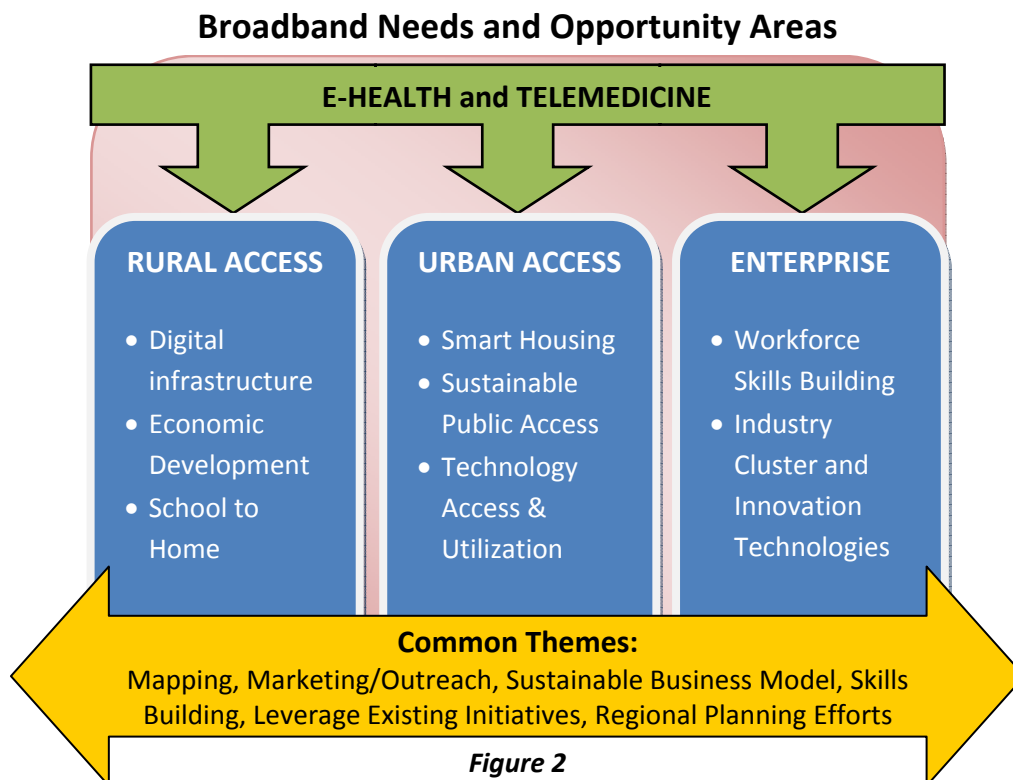 Broadband Needs and Opportunity Areas
E-HEALTH and TELEMEDICINE
RURAL ACCESS
• Digital
infrastructure
• Economic
Development
• School to
Home
URBAN ACCESS
• Smart Housing
• Sustainable
Public Access
• Technology
Access &
Utilization
ENTERPRISE
• Workforce
Skills Building
• Industry
Cluster and
Innovation
Technologies
Common Themes:
Mapping, Marketing/Outreach, Sustainable Business Model, Skills
Building, Leverage Existing Initiatives, Regional Planning Efforts
Figure 2